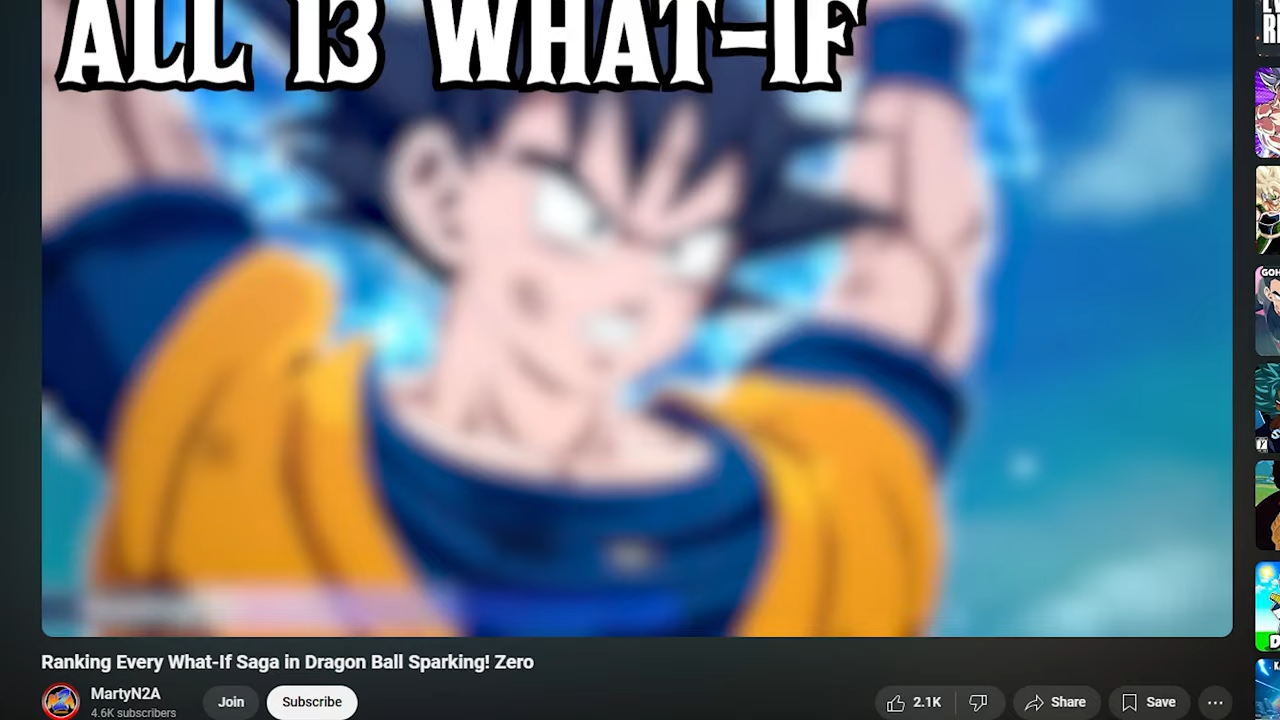 ALL 13 WHAT-IF
Ranking Every What-If Saga in Dragon Ball Sparking! Zero
MartyN2A
4.6K subscribers
Join
Subscribe
2.1K
Share
Save
GOH